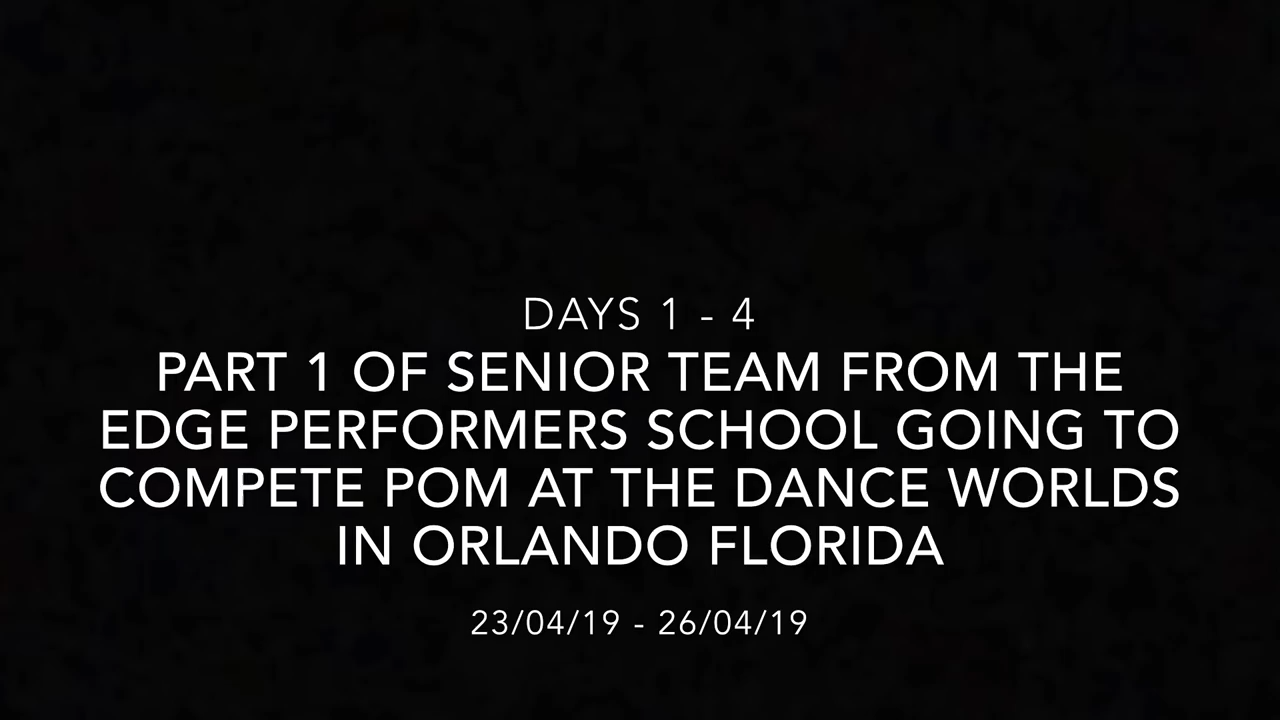 DAYS 1 - 4
PART 1 OF SENIOR TEAM FROM THE
EDGE PERFORMERS SCHOOL GOING TO
COMPETE POM AT THE DANCE WORLDS
IN ORLANDO FLORIDA
23/04/19 - 26/04/19